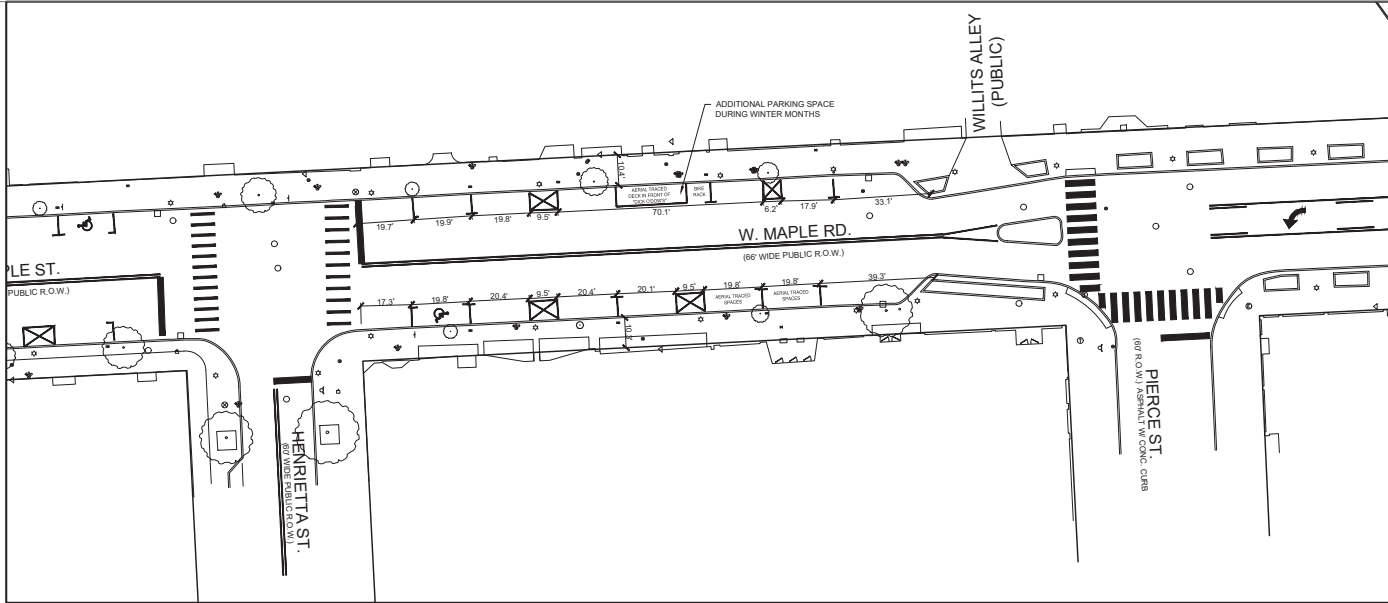 WILLITS ALLEY
(PUBLIC)
ADDITIONAL PARKING SPACE
DURING WINTER MONTHS
10.4'
AERIAL TRACED
DECK IN FRONT OF
"DICK O'DOWS"
BIKE
RACK
19.7'
19.9'
19.8'
9.5'
70.1'
6.2'
17.9'
33.1'
W. MAPLE RD.
(66' WIDE PUBLIC R.O.W.)
PLE ST.
PUBLIC R.O.W.)
17.3'
19.8'
20.4'
9.5'
20.4'
20.1'
9.5'
19.8'
19.8'
39.3'
AERIAL TRACED
SPACES
AERIAL TRACED
SPACES
HENRIETTA ST.
(60' WIDE PUBLIC R.O.W.)
PIERCE ST.
(60' R.O.W.) ASPHALT W/ CONC. CURB